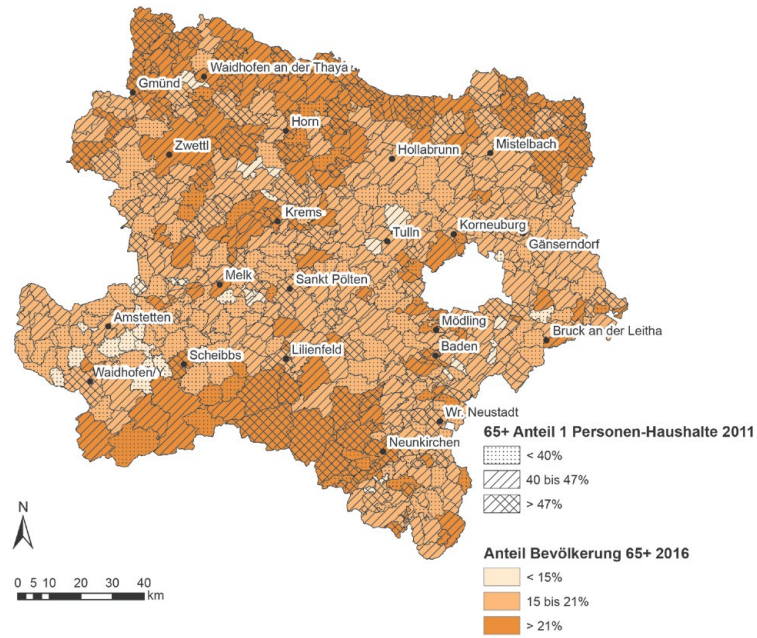 Waidhofen an der Thaya
Gmünd
Horn
Zwettl
Hollabrunn
Mistelbach
Krems
Tulln
Korneuburg
Gänserndorf
Melk
Sankt Pölten
Amstetten
Mödling
Bruck an der Leitha
Scheibbs
Lilienfeld
Baden
Waidhofen/Y.
Wr. Neustadt
Neunkirchen
65+ Anteil 1 Personen-Haushalte 2011
< 40%
40 bis 47%
> 47%
Anteil Bevölkerung 65+ 2016
< 15%
15 bis 21%
> 21%
N
0 5 10 20 30 40
km